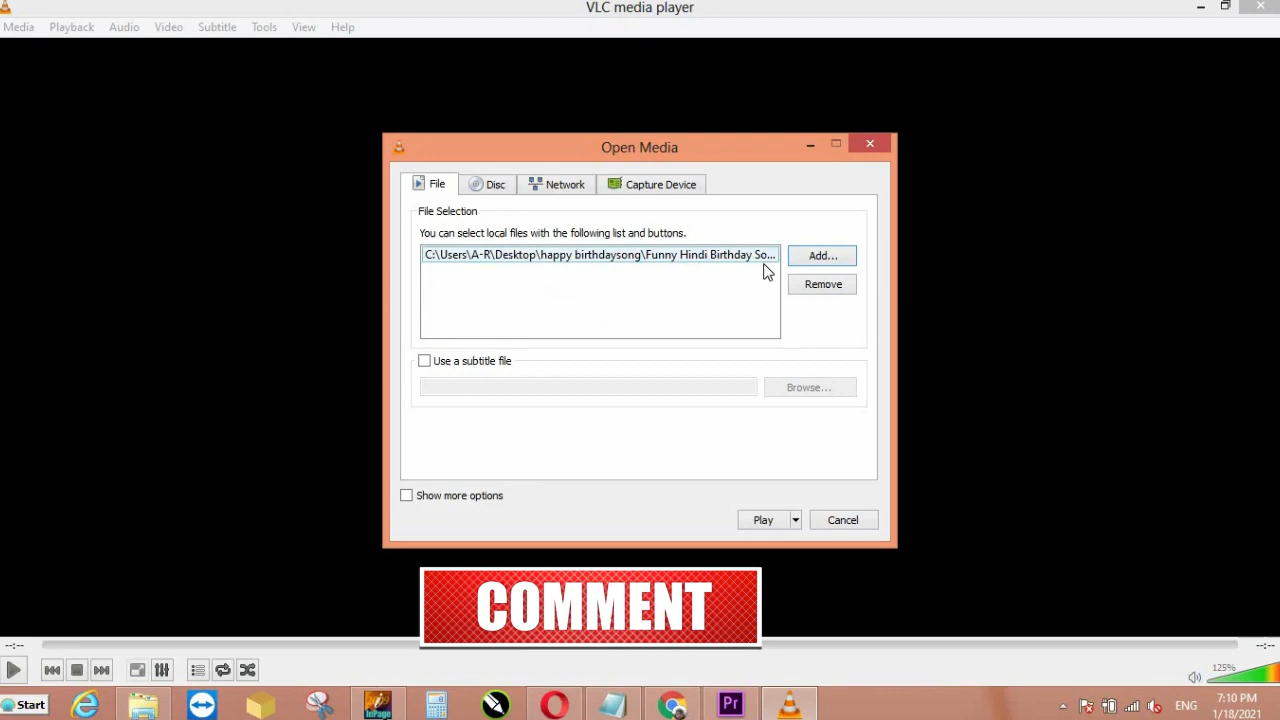 VLC media player
Media Playback Audio Video Subtitle Tools View Help
Open Media
File Disc Network Capture Device
File Selection
You can select local files with the following list and buttons.
C:\Users\A-R\Desktop\happy birthdaysong\Funny Hindi Birthday So...
Add...
Remove
Use a subtitle file
Browse...
Show more options
Play Cancel
COMMENT
--:-- --:--
125%
Start InPage Pr ENG 7:10 PM
1/18/2021